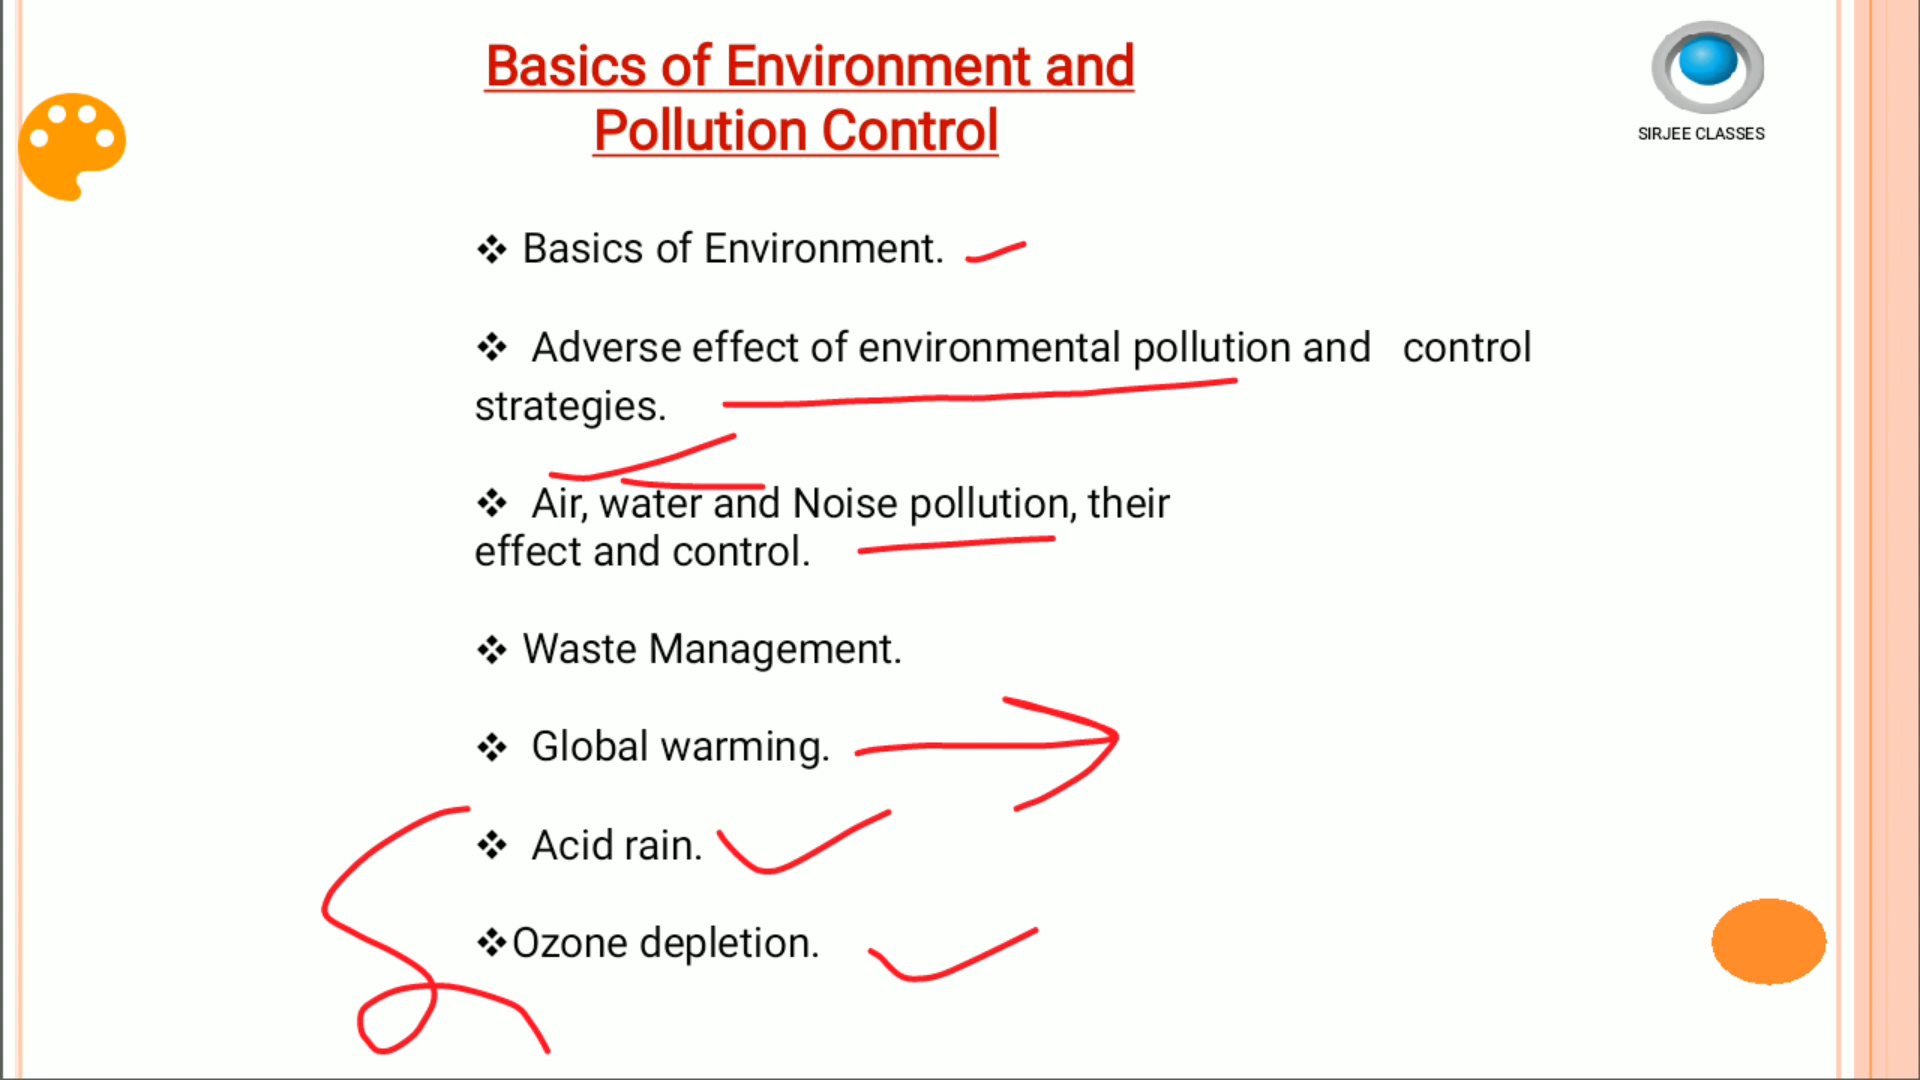 Basics of Environment and
Pollution Control
SIRJEE CLASSES
❖ Basics of Environment.
❖ Adverse effect of environmental pollution and control
strategies.
❖ Air, water and Noise pollution, their
effect and control.
❖ Waste Management.
❖ Global warming.
❖ Acid rain.
❖Ozone depletion.